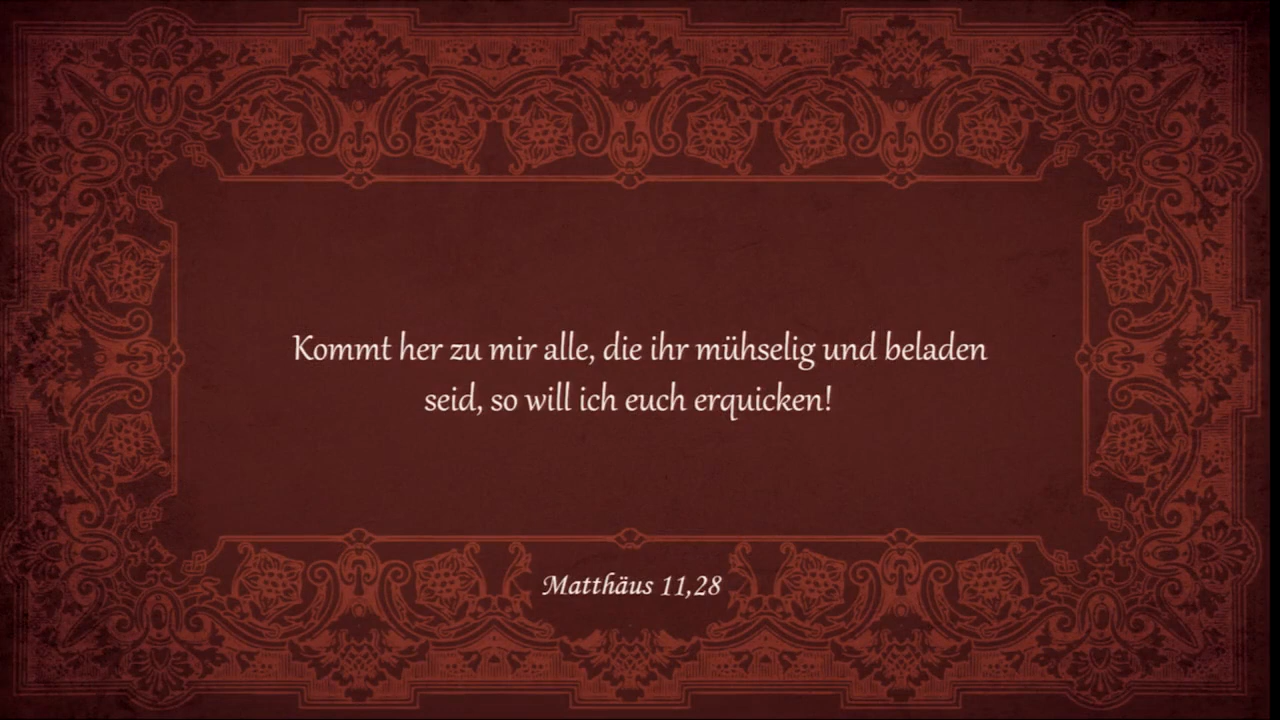 Kommt her zu mir alle, die ihr mühselig und beladen
seid, so will ich euch erquicken!
Matthäus 11,28